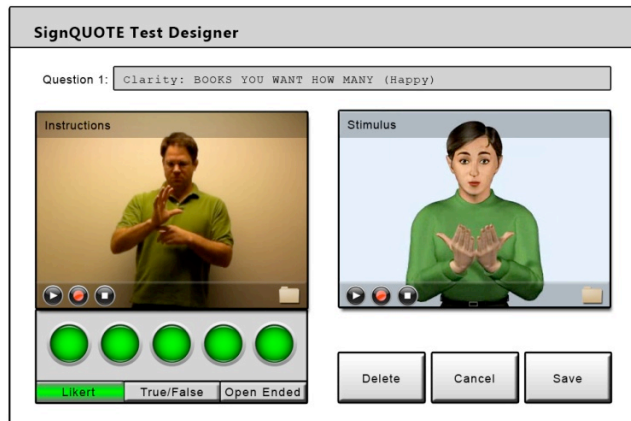 SignQUOTE Test Designer
Question 1: Clarity: BOOKS YOU WANT HOW MANY (Happy)
Instructions
Stimulus
Likert
True/False
Open Ended
Delete
Cancel
Save